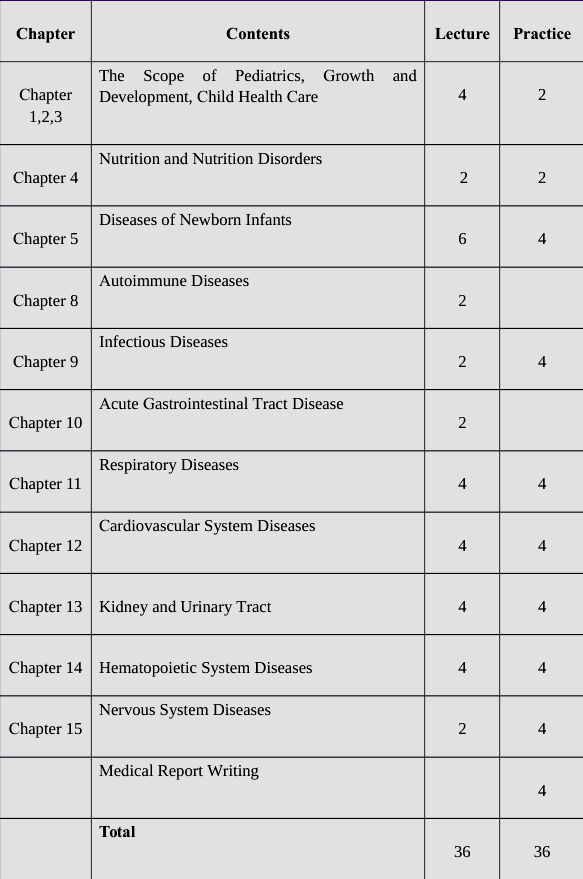 Chapter Contents Lecture Practice
The Scope of Pediatrics, Growth and
Development, Child Health Care
Chapter
1,2,3
4 2
Nutrition and Nutrition Disorders
Chapter 4 2 2
Diseases of Newborn Infants
Chapter 5 6 4
Autoimmune Diseases
Chapter 8 2
Infectious Diseases
Chapter 9 2 4
Acute Gastrointestinal Tract Disease
Chapter 10 2
Respiratory Diseases
Chapter 11 4 4
Cardiovascular System Diseases
Chapter 12 4 4
Chapter 13 Kidney and Urinary Tract 4 4
Chapter 14 Hematopoietic System Diseases 4 4
Nervous System Diseases
Chapter 15 2 4
Medical Report Writing
4
Total
36 36